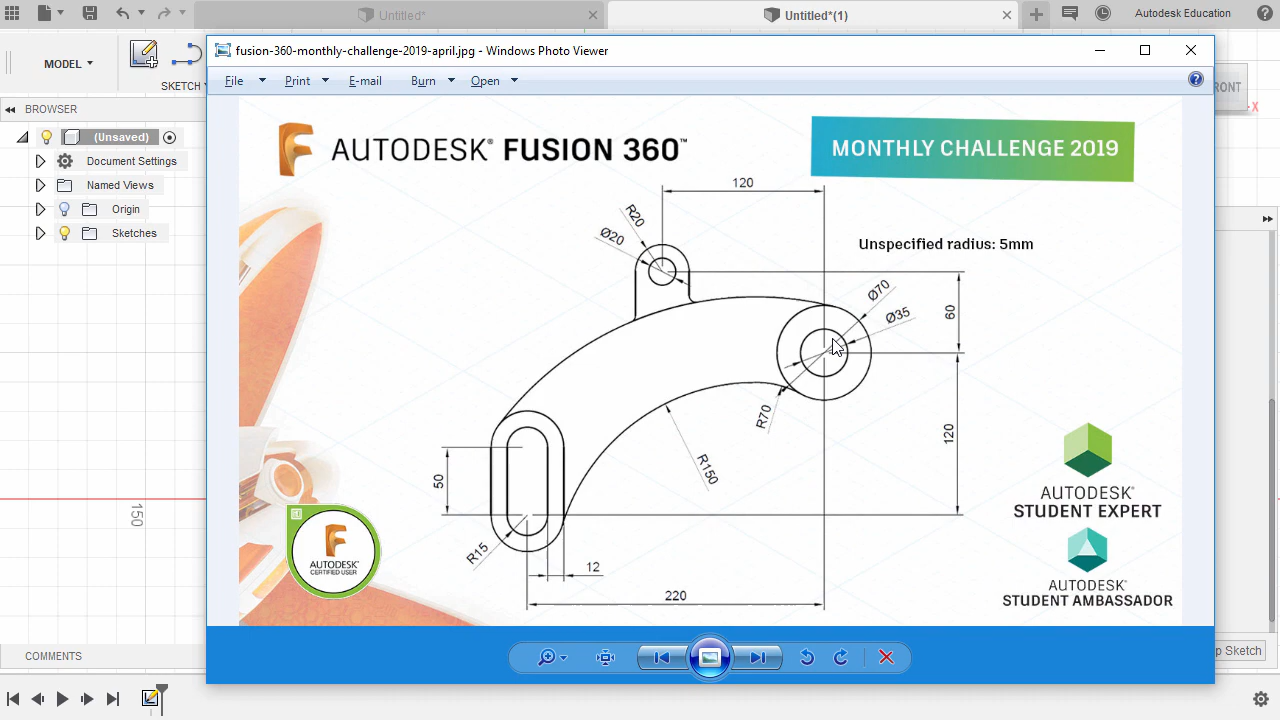 Untitled*
Untitled*(1)
Autodesk Education
MODEL
SKETCH
BROWSER
(Unsaved)
Document Settings
Named Views
Origin
Sketches
150
COMMENTS
fusion-360-monthly-challenge-2019-april.jpg - Windows Photo Viewer
File
Print
E-mail
Burn
Open
AUTODESK® FUSION 360™
MONTHLY CHALLENGE 2019
120
R20
Ø20
Unspecified radius: 5mm
Ø70
Ø35
60
R70
120
R150
50
R15
12
220
AUTODESK®
STUDENT EXPERT
AUTODESK®
STUDENT AMBASSADOR
AUTODESK.
CERTIFIED USER
RONT
X
p Sketch